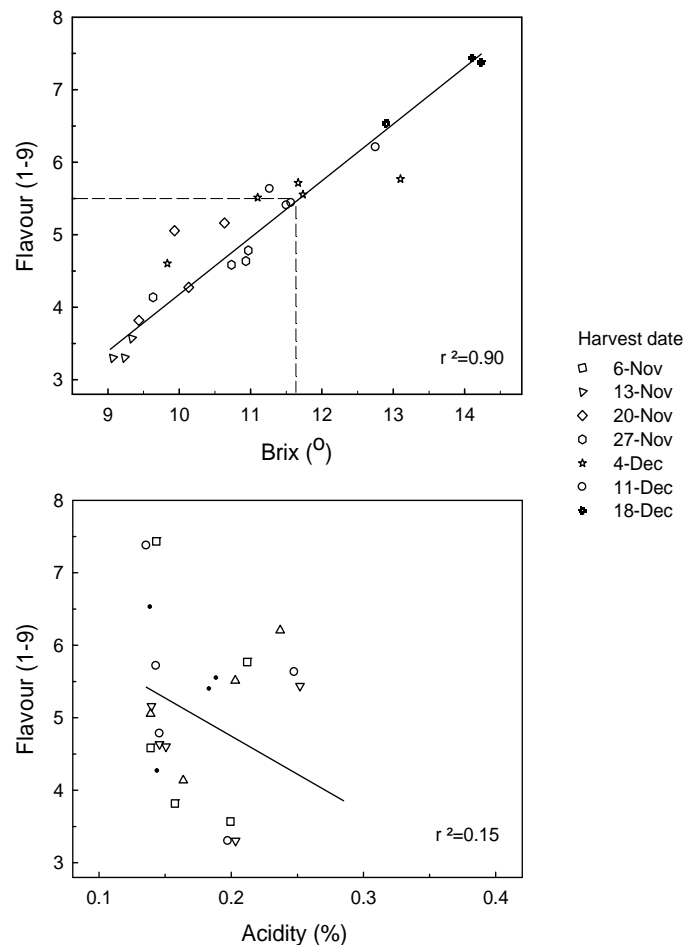 8
7
6
5
4
3
Flavour (1-9)
r ²=0.90
9 10 11 12 13 14
Brix (O)
Harvest date
6-Nov
13-Nov
20-Nov
27-Nov
4-Dec
11-Dec
18-Dec
8
7
6
5
4
3
Flavour (1-9)
r ²=0.15
0.1 0.2 0.3 0.4
Acidity (%)